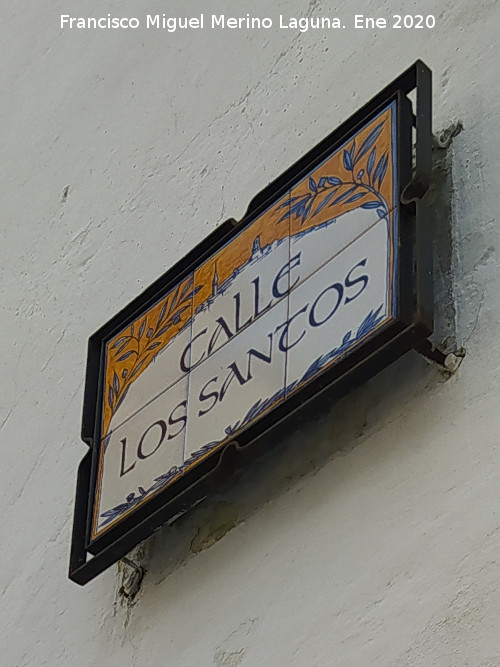 Francisco Miguel Merino Laguna. Ene 2020
CALLE
LOS SANTOS